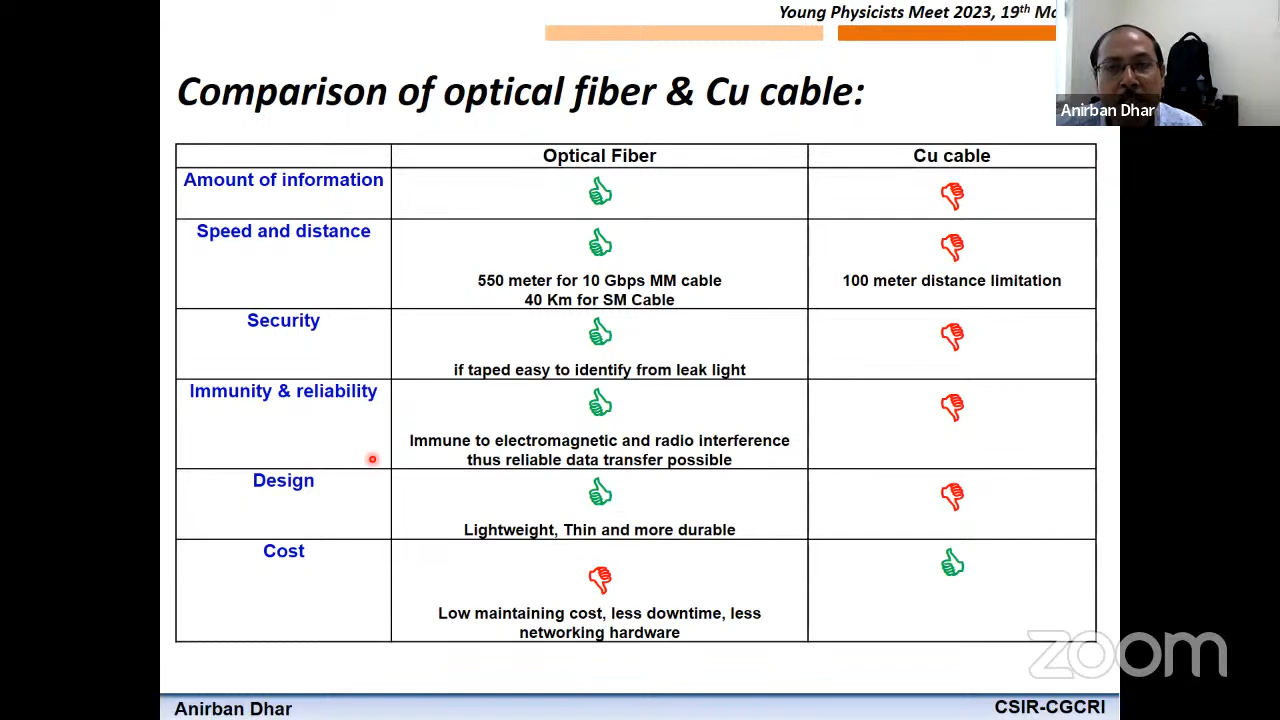 Young Physicists Meet 2023, 19th Ma
Anirban Dhar
Comparison of optical fiber & Cu cable:
Optical Fiber
Cu cable
Amount of information
Speed and distance
550 meter for 10 Gbps MM cable
40 Km for SM Cable
100 meter distance limitation
Security
if taped easy to identify from leak light
Immunity & reliability
Immune to electromagnetic and radio interference
thus reliable data transfer possible
Design
Lightweight, Thin and more durable
Cost
Low maintaining cost, less downtime, less
networking hardware
zoom
Anirban Dhar
CSIR-CGCRI